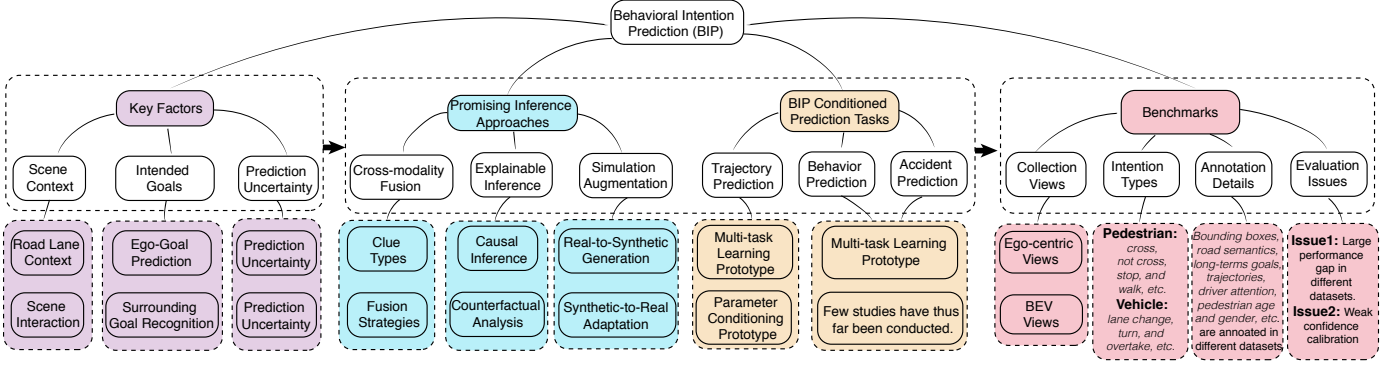 Behavioral Intention
Prediction (BIP)
Key Factors
Promising Inference
Approaches
BIP Conditioned
Prediction Tasks
Benchmarks
Scene
Context
Intended
Goals
Prediction
Uncertainty
Cross-modality
Fusion
Explainable
Inference
Simulation
Augmentation
Trajectory
Prediction
Behavior
Prediction
Accident
Prediction
Collection
Views
Intention
Types
Annotation
Details
Evaluation
Issues
Road Lane
Context
Scene
Interaction
Ego-Goal
Prediction
Surrounding
Goal Recognition
Prediction
Uncertainty
Prediction
Uncertainty
Clue
Types
Fusion
Strategies
Causal
Inference
Counterfactual
Analysis
Real-to-Synthetic
Generation
Synthetic-to-Real
Adaptation
Multi-task
Learning
Prototype
Parameter
Conditioning
Prototype
Multi-task Learning
Prototype
Few studies have thus
far been conducted.
Ego-centric
Views
BEV
Views
Pedestrian:
cross,
not cross,
stop, and
walk, etc.
Vehicle:
lane change,
turn, and
overtake, etc.
Bounding boxes,
road semantics,
long-terms goals,
trajectories,
driver attention,
pedestrian age
and gender, etc.
are annoated in
different datasets
Issue1: Large
performance
gap in
different
datasets.
Issue2: Weak
confidence
calibration